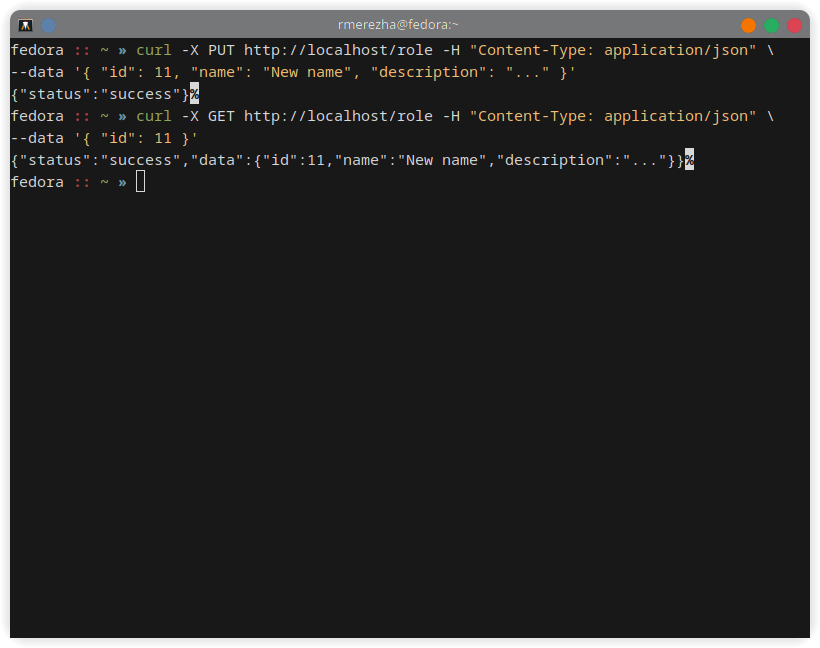 rmerezha@fedora:~
fedora :: ~ » curl -X PUT http://localhost/role -H "Content-Type: application/json" \
--data '{ "id": 11, "name": "New name", "description": "..." }'
{"status":"success"}%
fedora :: ~ » curl -X GET http://localhost/role -H "Content-Type: application/json" \
--data '{ "id": 11 }'
{"status":"success","data":{"id":11,"name":"New name","description":"..."}}%
fedora :: ~ »